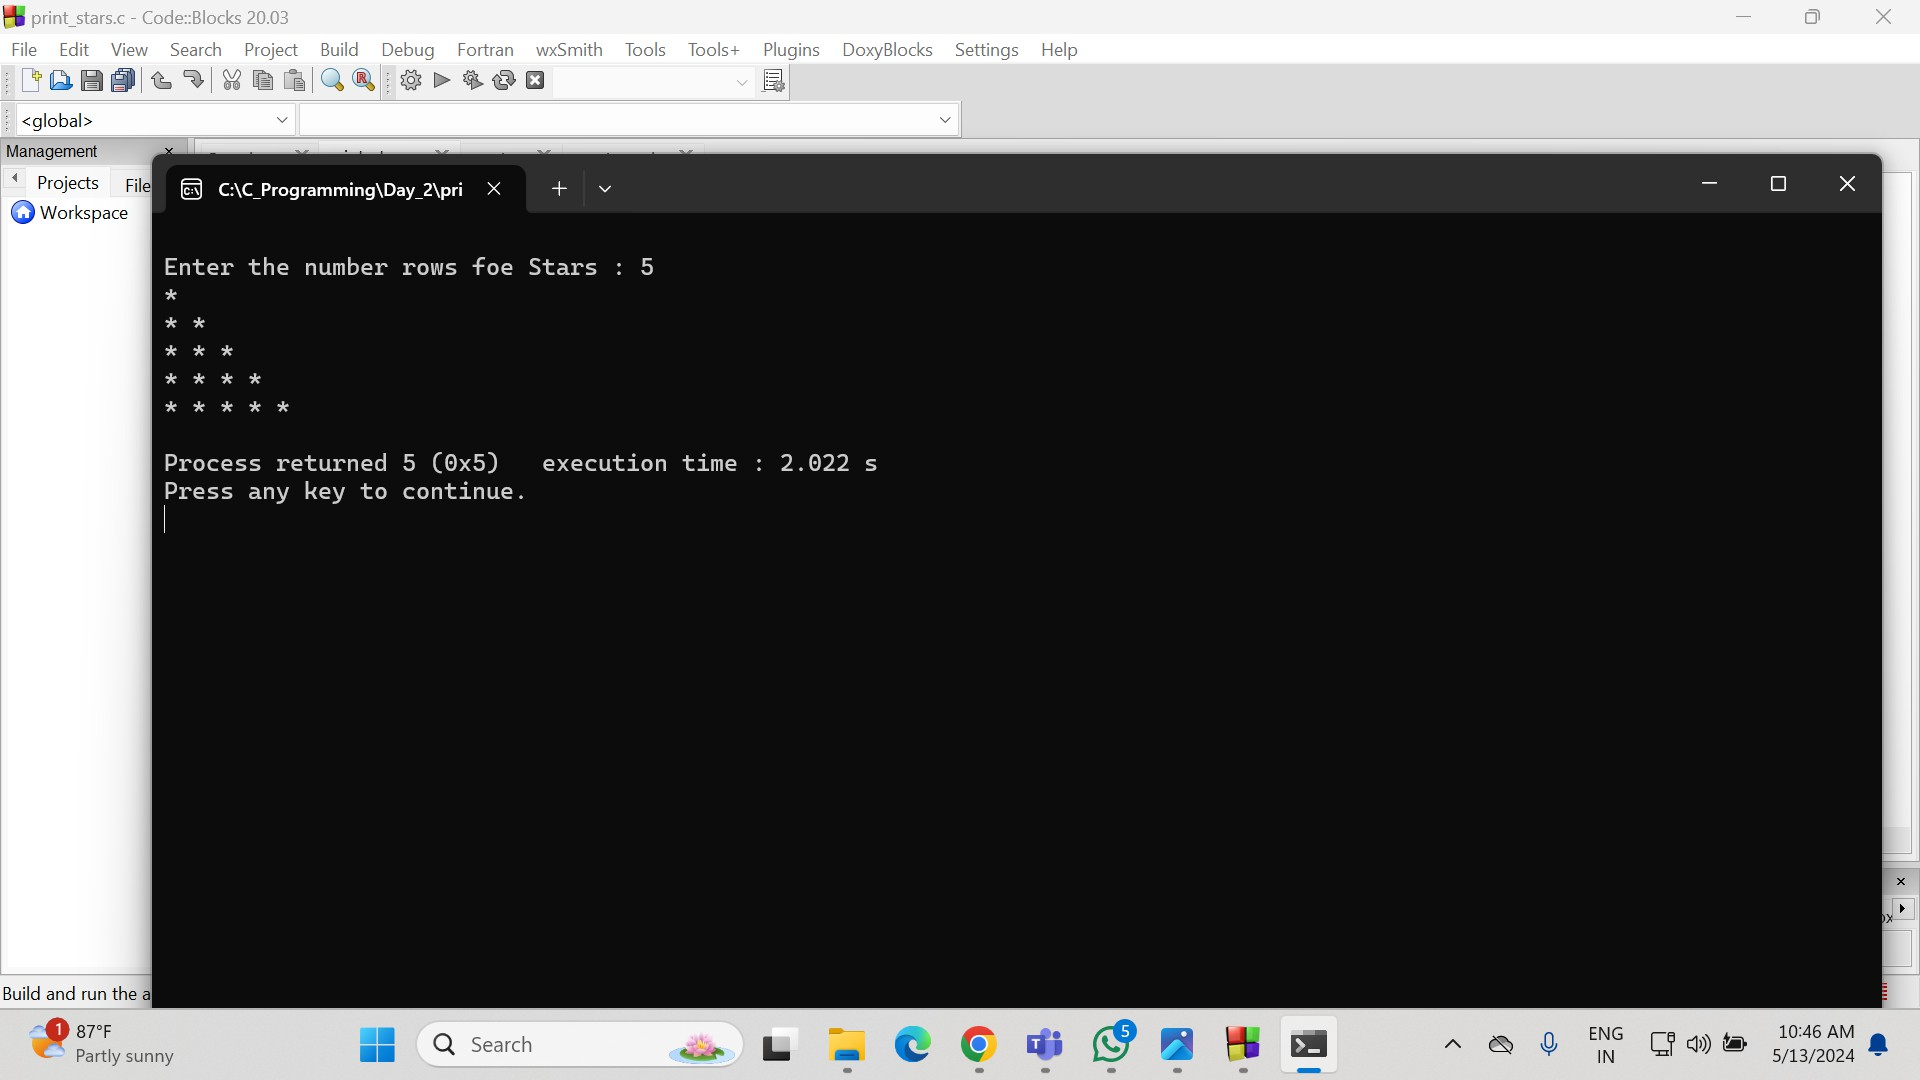 print_stars.c - Code::Blocks 20.03
File Edit View Search Project Build Debug Fortran wxSmith Tools Tools+ Plugins DoxyBlocks Settings Help
<global>
Management
Projects File
Workspace
C:\C_Programming\Day_2\pri
Enter the number rows foe Stars : 5
*
* *
* * *
* * * *
* * * * *
Process returned 5 (0x5)   execution time : 2.022 s
Press any key to continue.
Build and run the a
1
87°F
Partly sunny
Search
5
ENG
IN
10:46 AM
5/13/2024